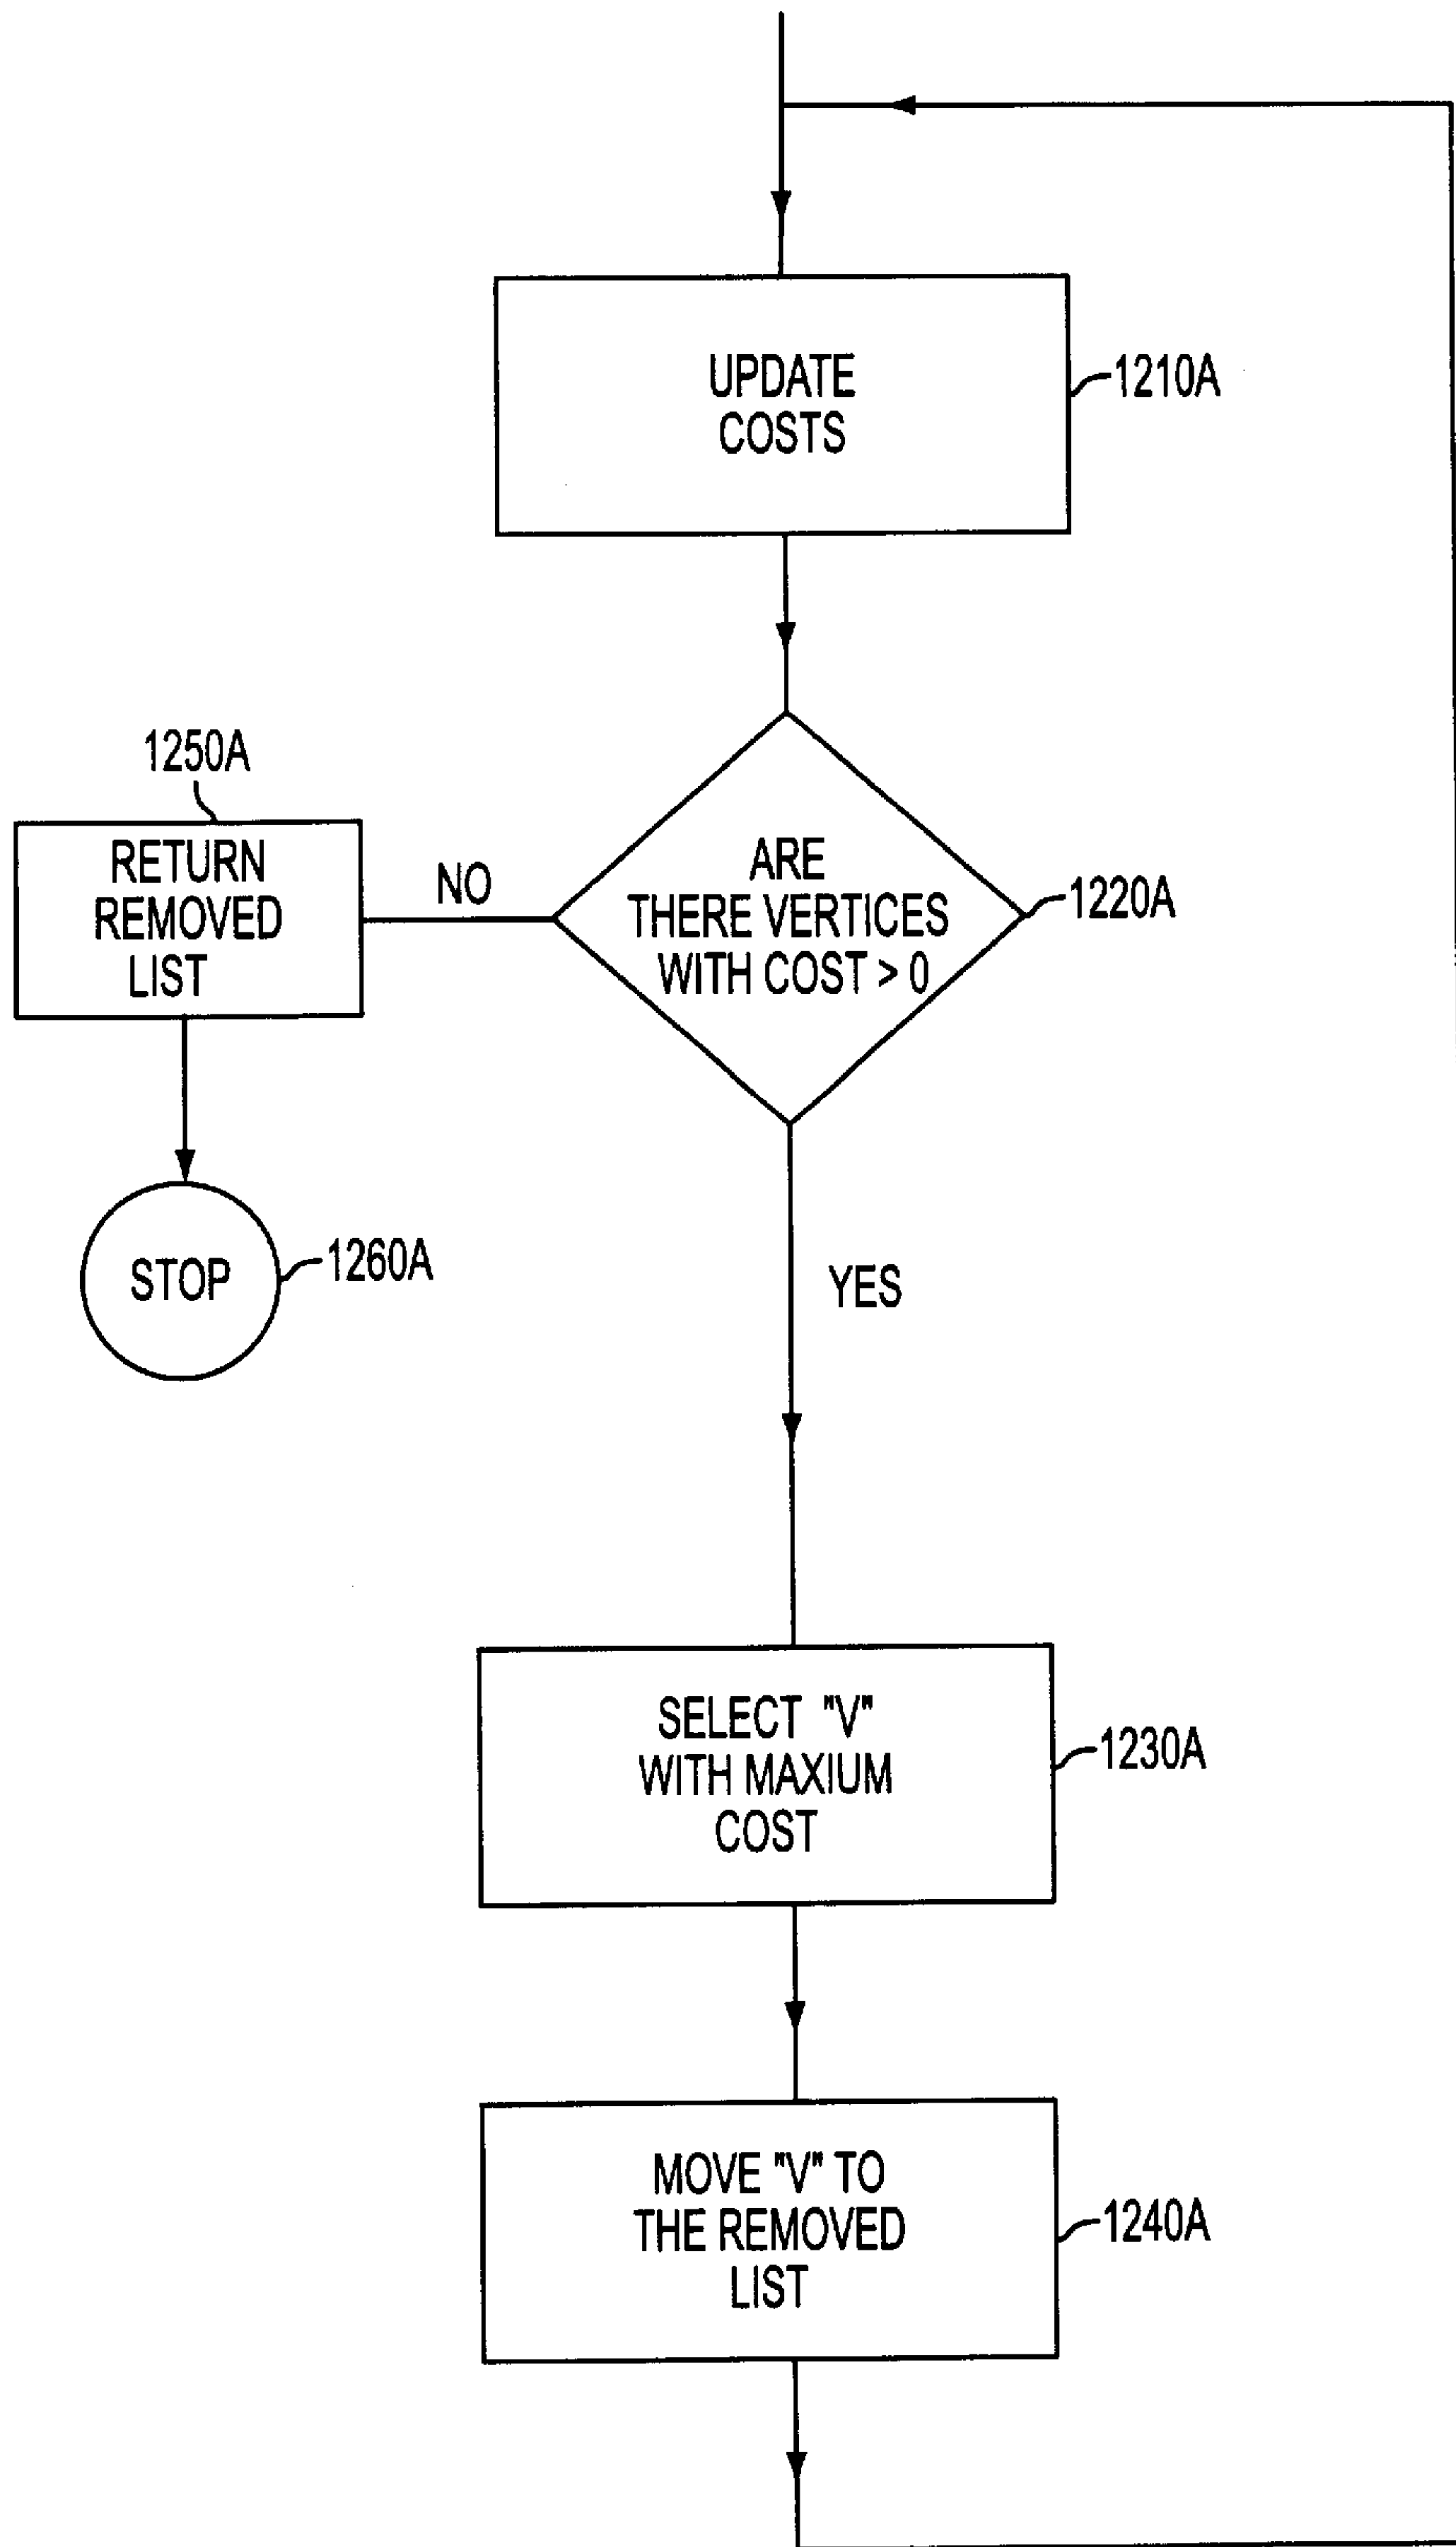 UPDATE
COSTS
1210A
1250A
RETURN
REMOVED
LIST
NO
ARE
THERE VERTICES
WITH COST > 0
1220A
STOP
1260A
YES
SELECT "V"
WITH MAXIUM
COST
1230A
MOVE "V" TO
THE REMOVED
LIST
1240A